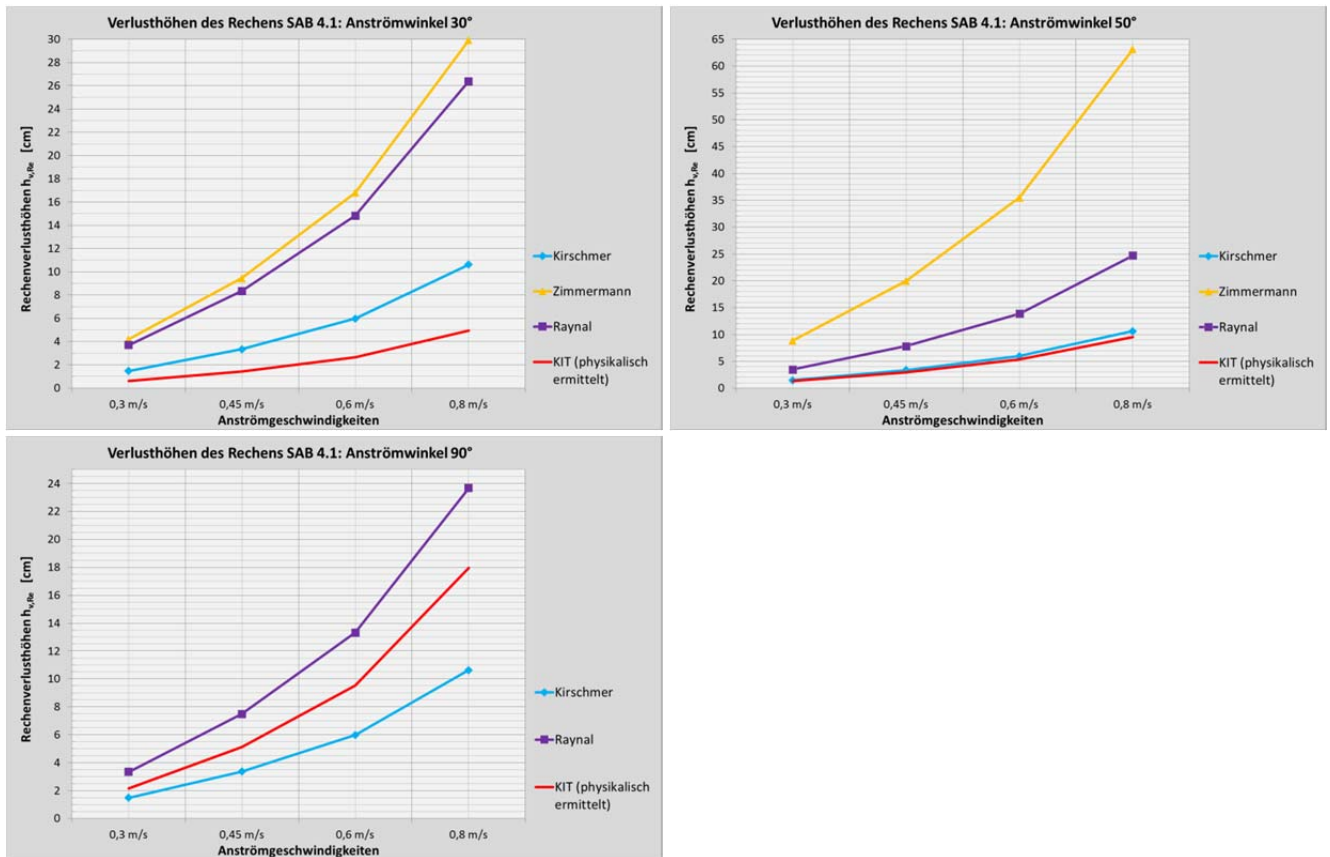 Verlusthöhen des Rechens SAB 4.1: Anströmwinkel 30°
Rechenverlusthöhen hv,Re [cm]
30
28
26
24
22
20
18
16
14
12
10
8
6
4
2
0
0,3 m/s 0,45 m/s 0,6 m/s 0,8 m/s
Anströmgeschwindigkeiten
Kirschmer
Zimmermann
Raynal
KIT (physikalisch
ermittelt)
Verlusthöhen des Rechens SAB 4.1: Anströmwinkel 50°
Rechenverlusthöhen hv,Re [cm]
65
60
55
50
45
40
35
30
25
20
15
10
5
0
0,3 m/s 0,45 m/s 0,6 m/s 0,8 m/s
Anströmgeschwindigkeiten
Kirschmer
Zimmermann
Raynal
KIT (physikalisch
ermittelt)
Verlusthöhen des Rechens SAB 4.1: Anströmwinkel 90°
Rechenverlusthöhen hv,Re [cm]
24
22
20
18
16
14
12
10
8
6
4
2
0
0,3 m/s 0,45 m/s 0,6 m/s 0,8 m/s
Anströmgeschwindigkeiten
Kirschmer
Raynal
KIT (physikalisch
ermittelt)